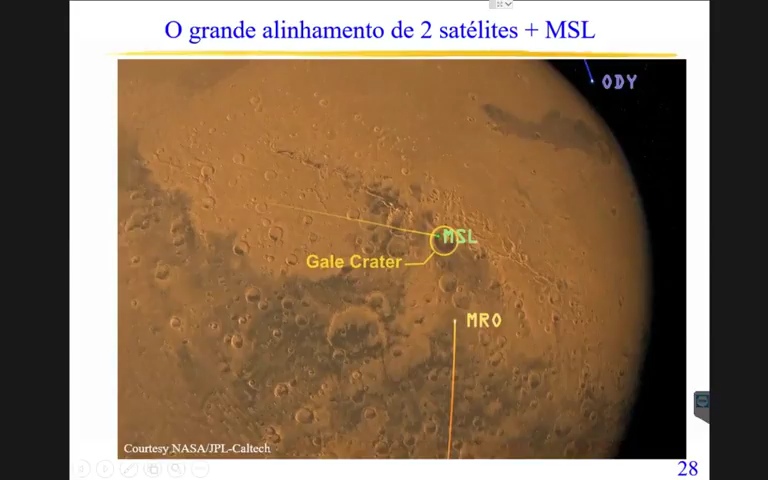 O grande alinhamento de 2 satélites + MSL
ODY
MSL
Gale Crater
MRO
Courtesy NASA/JPL-Caltech
28